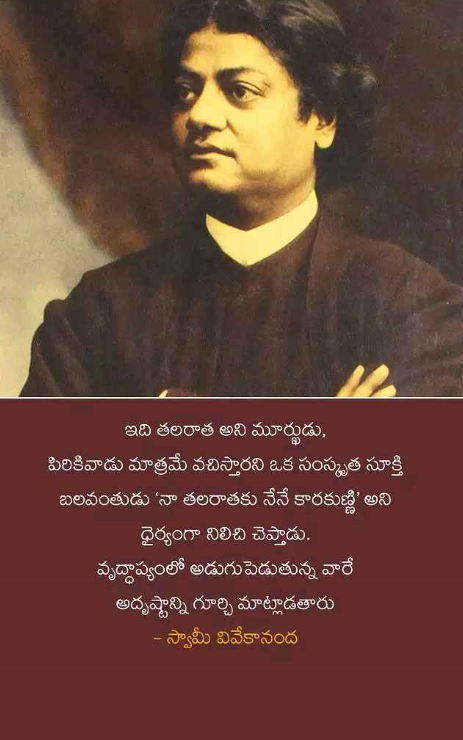 ఇది తలరాత అని మూర్ఖుడు,
పిరికివాడు మాత్రమే వచిస్తారని ఒక సంస్కృత సూక్తి
బలవంతుడు ‘నా తలరాతకు నేనే కారకుణ్ణి’ అని
ధైర్యంగా నిలిచి చెప్తాడు.
వృద్ధాప్యంలో అడుగుపెడుతున్న వారే
అదృష్టాన్ని గూర్చి మాట్లాడతారు
- స్వామీ వివేకానంద